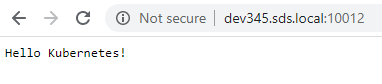 Not secure | dev345.sds.local:10012
Hello Kubernetes!